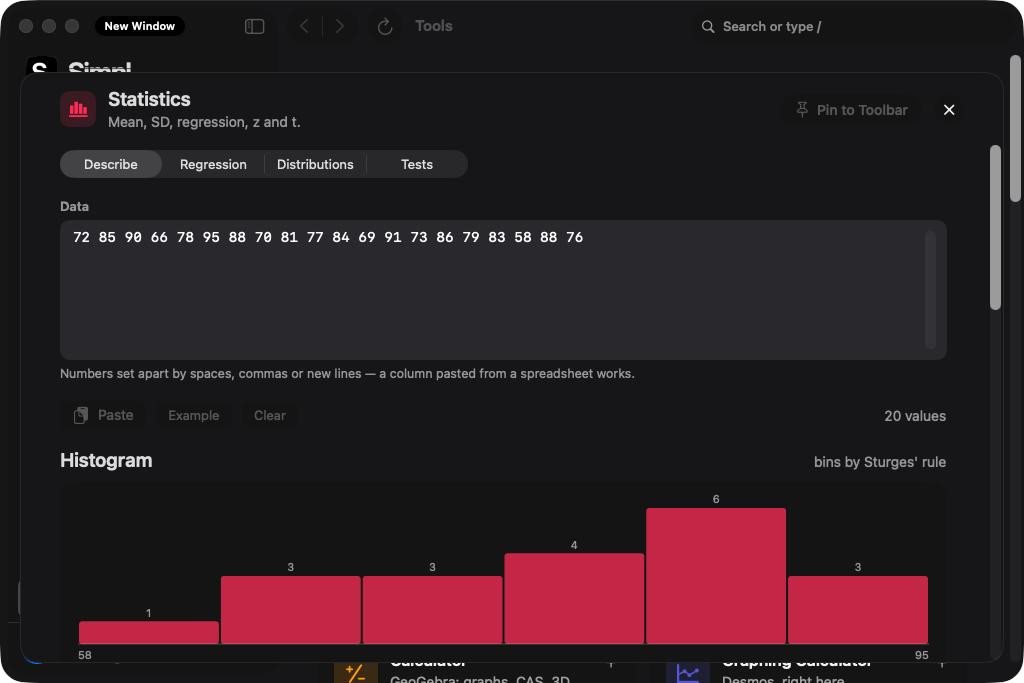 New Window
Tools
Search or type /
Simpl
Statistics
Mean, SD, regression, z and t.
Pin to Toolbar
Describe
Regression
Distributions
Tests
Data
72 85 90 66 78 95 88 70 81 77 84 69 91 73 86 79 83 58 88 76
Numbers set apart by spaces, commas or new lines — a column pasted from a spreadsheet works.
Paste
Example
Clear
20 values
Histogram
bins by Sturges' rule
1
3
3
4
6
3
58
95
Calculator
GeoGebra: graphs, CAS, 3D
Graphing Calculator
Desmos, right here